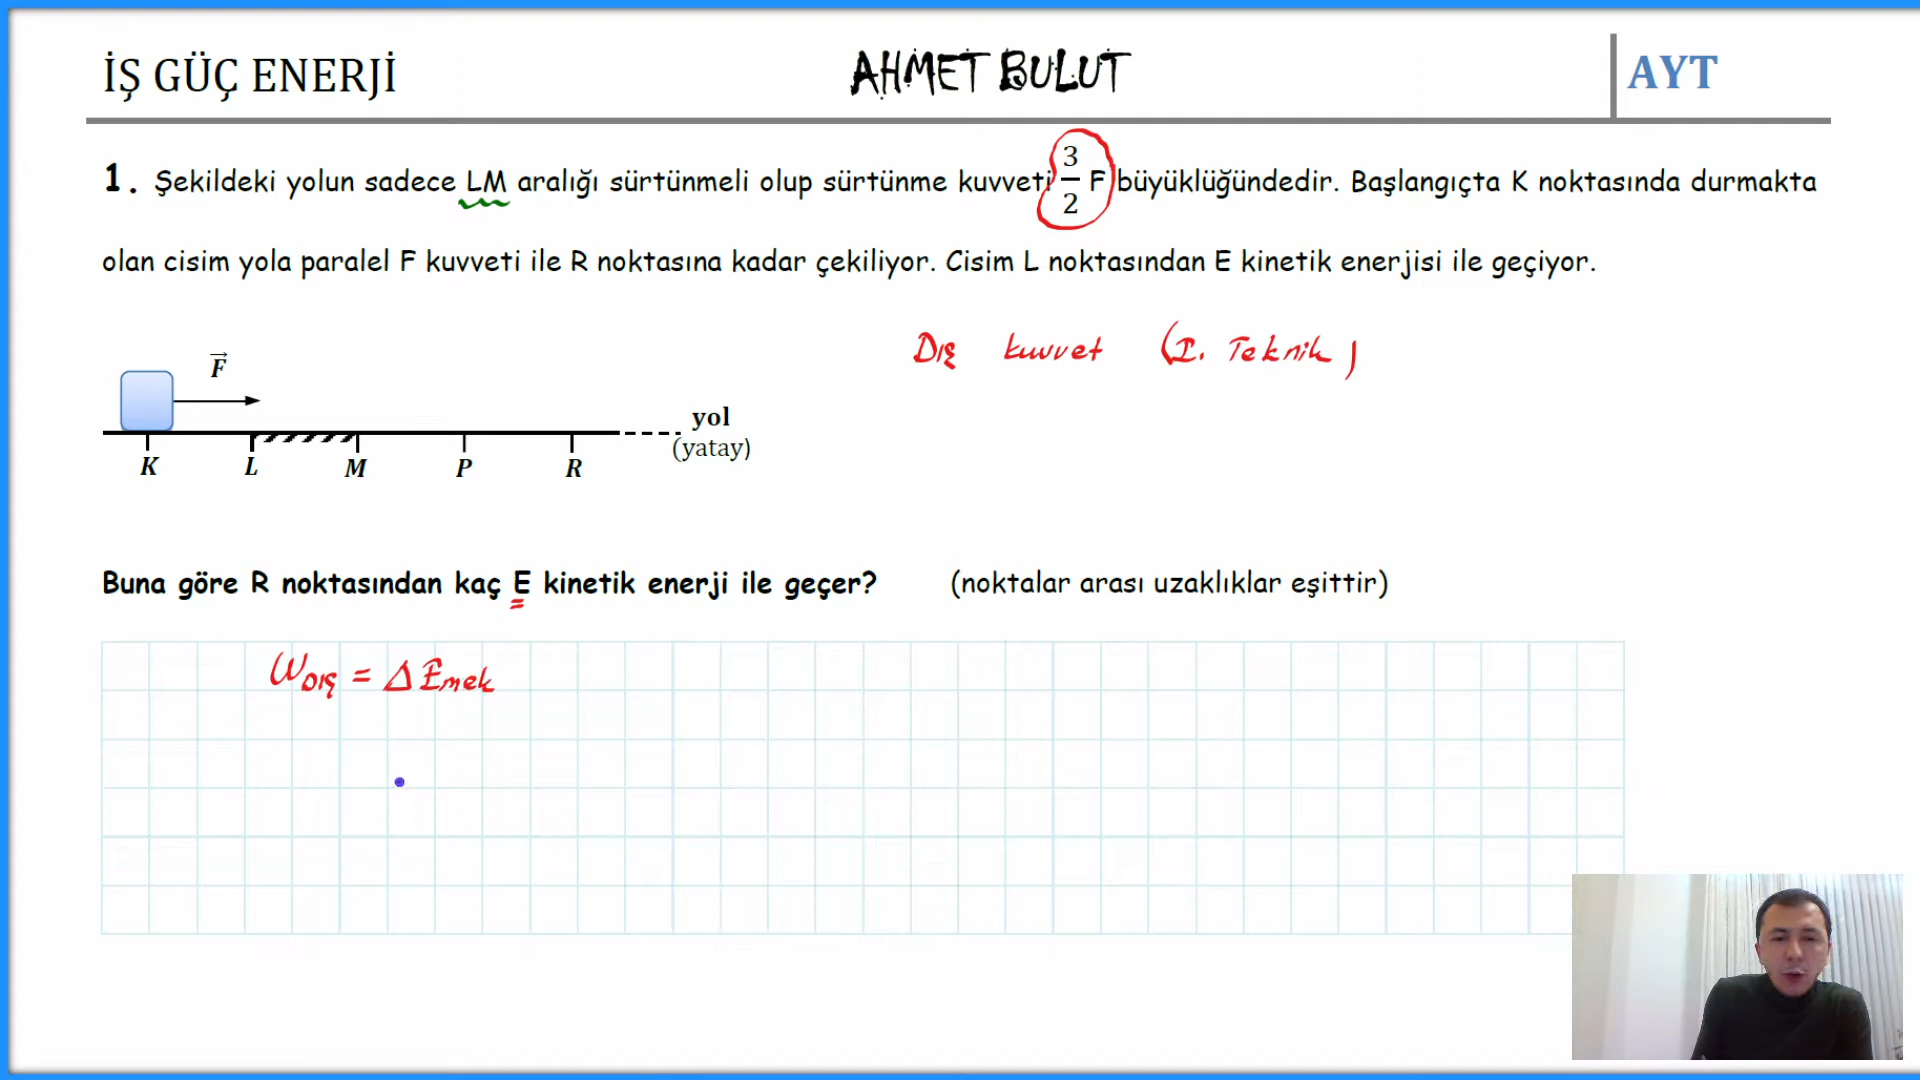 İŞ GÜÇ ENERJİ
AHMET BULUT
AYT
1. Şekildeki yolun sadece LM aralığı sürtünmeli olup sürtünme kuvveti 3/2 F büyüklüğündedir. Başlangıçta K noktasında durmakta
olan cisim yola paralel F kuvveti ile R noktasına kadar çekiliyor. Cisim L noktasından E kinetik enerjisi ile geçiyor.
Dış kuvvet (I. Teknik)
F
yol
(yatay)
K L M P R
Buna göre R noktasından kaç E kinetik enerji ile geçer? (noktalar arası uzaklıklar eşittir)
WDIŞ = Δ Emek